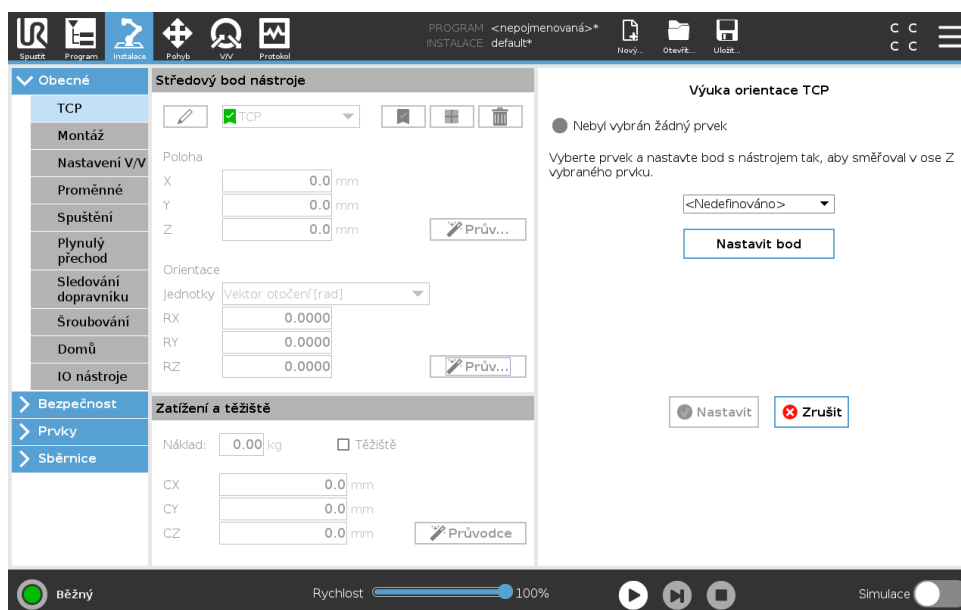 UR
PROGRAM <nepojmenovaná>*
INSTALACE default*
Spustit
Program
Instalace
Pohyb
V/V
Protokol
Nový...
Otevřít...
Uložit...
C C
C C
Obecné
TCP
Montáž
Nastavení V/V
Proměnné
Spuštění
Plynulý
přechod
Sledování
dopravníku
Šroubování
Domů
IO nástroje
Bezpečnost
Prvky
Sběrnice
Středový bod nástroje
TCP
Poloha
X 0.0 mm
Y 0.0 mm
Z 0.0 mm
Prův...
Orientace
Jednotky Vektor otočení [rad]
RX 0.0000
RY 0.0000
RZ 0.0000
Prův...
Zatížení a těžiště
Náklad: 0.00 kg
Těžiště
CX 0.0 mm
CY 0.0 mm
CZ 0.0 mm
Průvodce
Výuka orientace TCP
Nebyl vybrán žádný prvek
Vyberte prvek a nastavte bod s nástrojem tak, aby směřoval v ose Z
vybraného prvku.
<Nedefinováno>
Nastavit bod
Nastavit
Zrušit
Běžný
Rychlost 100%
Simulace